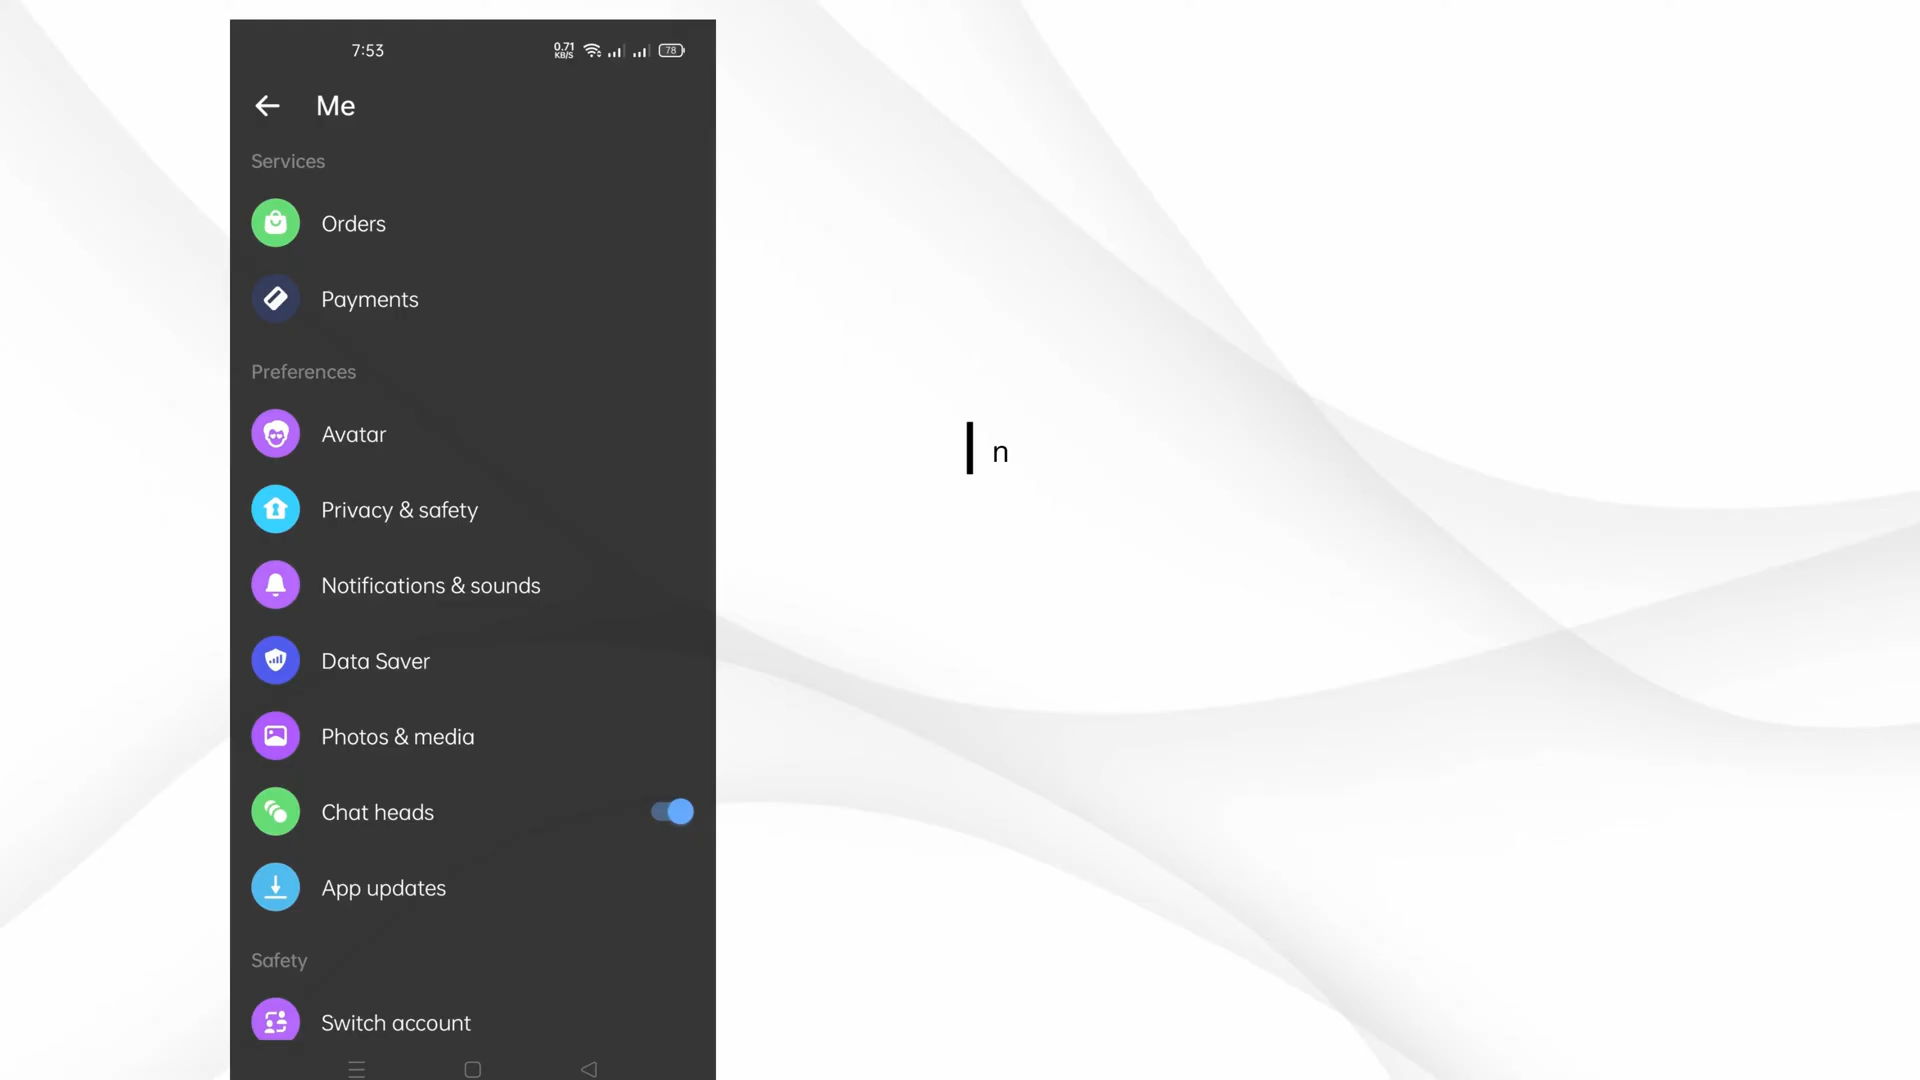 7:53
0.71
KB/S
78
Me
Services
Orders
Payments
Preferences
Avatar
Privacy & safety
Notifications & sounds
Data Saver
Photos & media
Chat heads
App updates
Safety
Switch account
n